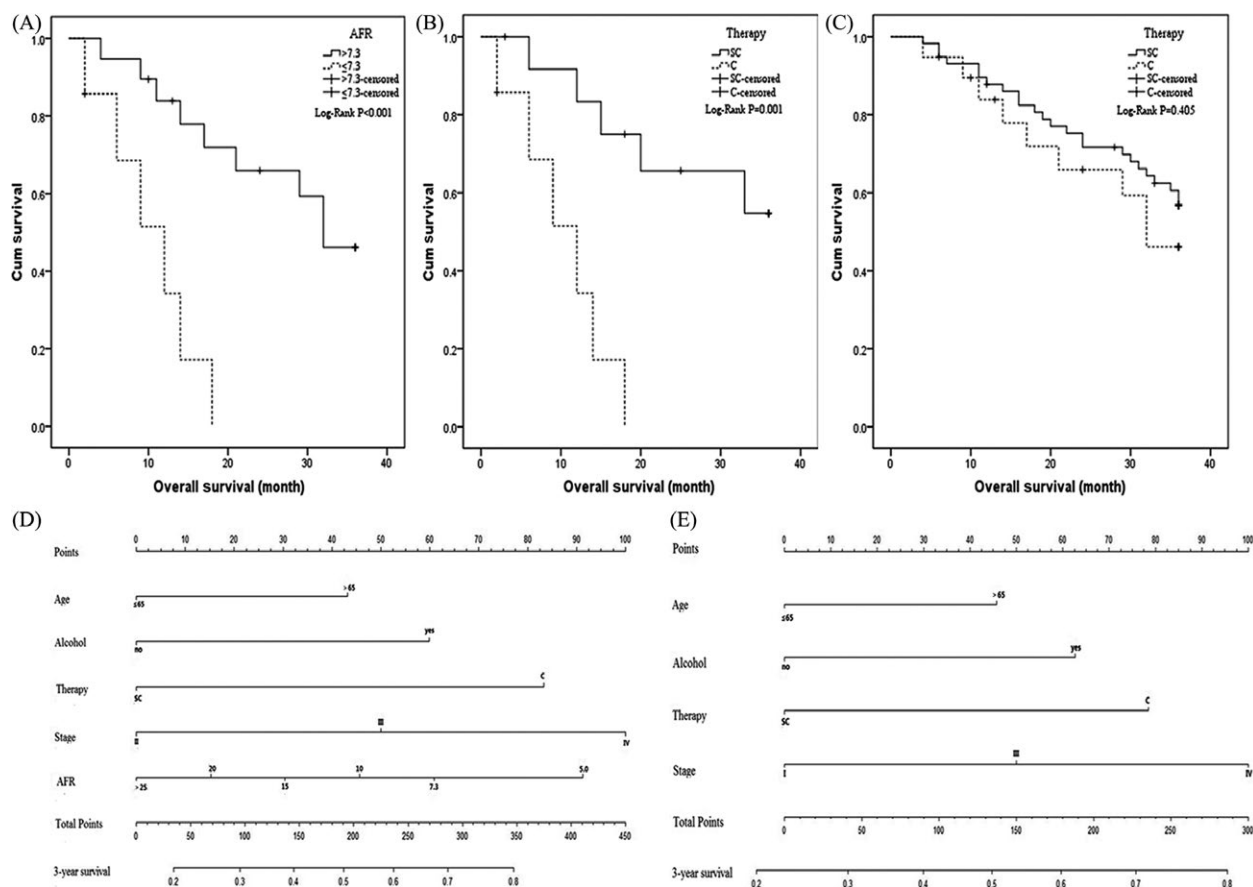 (A)
AFR
>7.3
≤7.3
>7.3-censored
≤7.3-censored
Log-Rank P<0.001
1.0
0.8
0.6
0.4
0.2
0.0
Cum survival
0 10 20 30 40
Overall survival (month)
(B)
Therapy
SC
C
SC-censored
C-censored
Log-Rank P=0.001
1.0
0.8
0.6
0.4
0.2
0.0
Cum survival
0 10 20 30 40
Overall survival (month)
(C)
Therapy
SC
C
SC-censored
C-censored
Log-Rank P=0.405
1.0
0.8
0.6
0.4
0.2
0.0
Cum survival
0 10 20 30 40
Overall survival (month)
(D)
Points
0 10 20 30 40 50 60 70 80 90 100
Age
≤65
>65
Alcohol
no
yes
Therapy
SC
C
Stage
II
III
IV
AFR
>25
20
15
10
7.3
5.0
Total Points
0 50 100 150 200 250 300 350 400 450
3-year survival
0.2 0.3 0.4 0.5 0.6 0.7 0.8
(E)
Points
0 10 20 30 40 50 60 70 80 90 100
Age
≤65
>65
Alcohol
no
yes
Therapy
SC
C
Stage
I
III
IV
Total Points
0 50 100 150 200 250 300
3-year survival
0.2 0.3 0.4 0.5 0.6 0.7 0.8